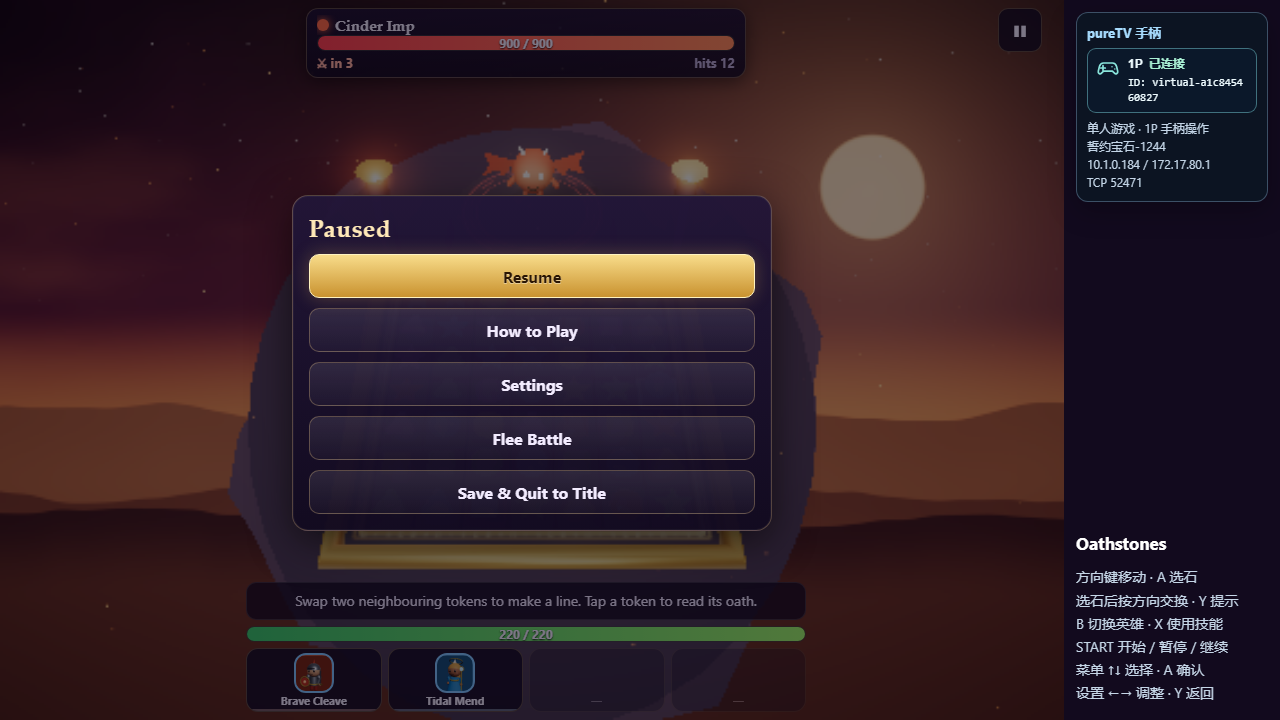 Cinder Imp
900 / 900
in 3
hits 12
Paused
Resume
How to Play
Settings
Flee Battle
Save & Quit to Title
Swap two neighbouring tokens to make a line. Tap a token to read its oath.
220 / 220
Brave Cleave
Tidal Mend
—
—
pureTV 手柄
1P 已连接
ID: virtual-a1c8454
60827
单人游戏 · 1P 手柄操作
誓约宝石-1244
10.1.0.184 / 172.17.80.1
TCP 52471
Oathstones
方向键移动 · A 选石
选石后按方向交换 · Y 提示
B 切换英雄 · X 使用技能
START 开始 / 暂停 / 继续
菜单 ↑↓ 选择 · A 确认
设置 ←→ 调整 · Y 返回